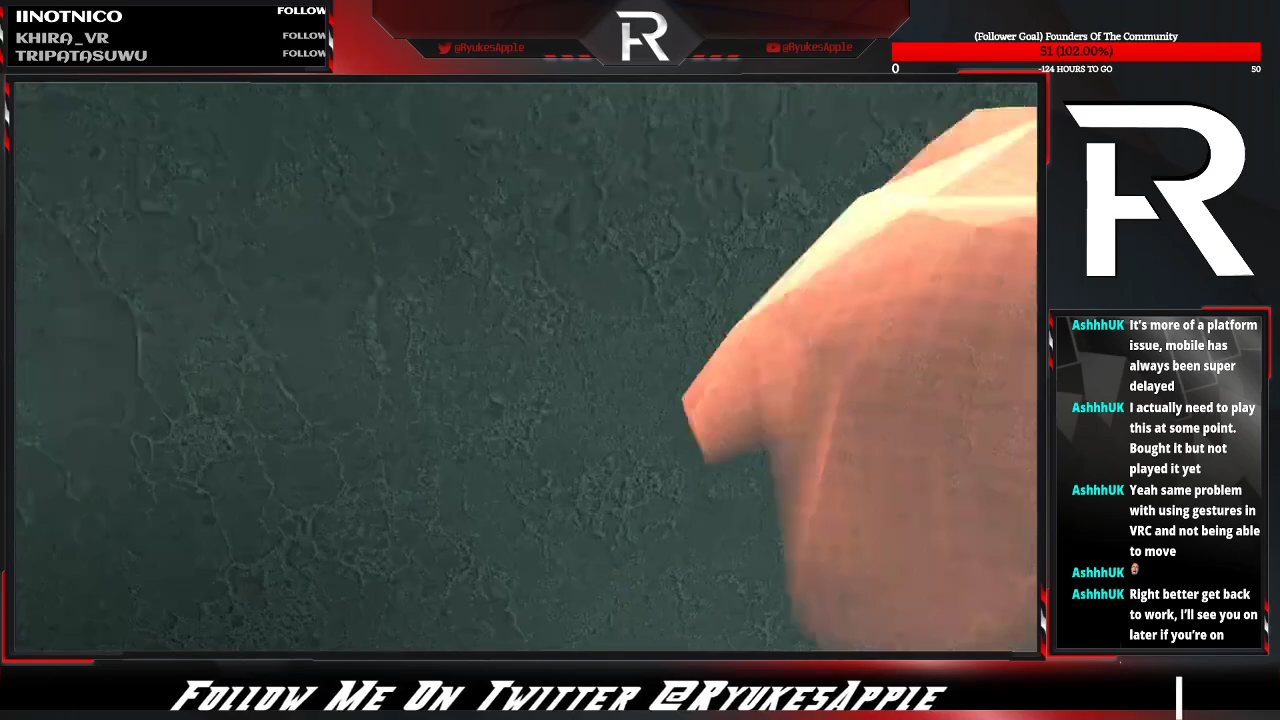 IINOTNICO FOLLOW
KHIRA_VR FOLLOW
TRIPATASUWU FOLLOW
@RyukesApple
R
@RyukesApple
(Follower Goal) Founders Of The Community
51 (102.00%)
0 -124 HOURS TO GO 50
R
AshhhUK It's more of a platform
issue, mobile has
always been super
delayed
AshhhUK I actually need to play
this at some point.
Bought it but not
played it yet
AshhhUK Yeah same problem
with using gestures in
VRC and not being able
to move
AshhhUK
AshhhUK Right better get back
to work, I'll see you on
later if you're on
Follow Me On Twitter @RyukesApple